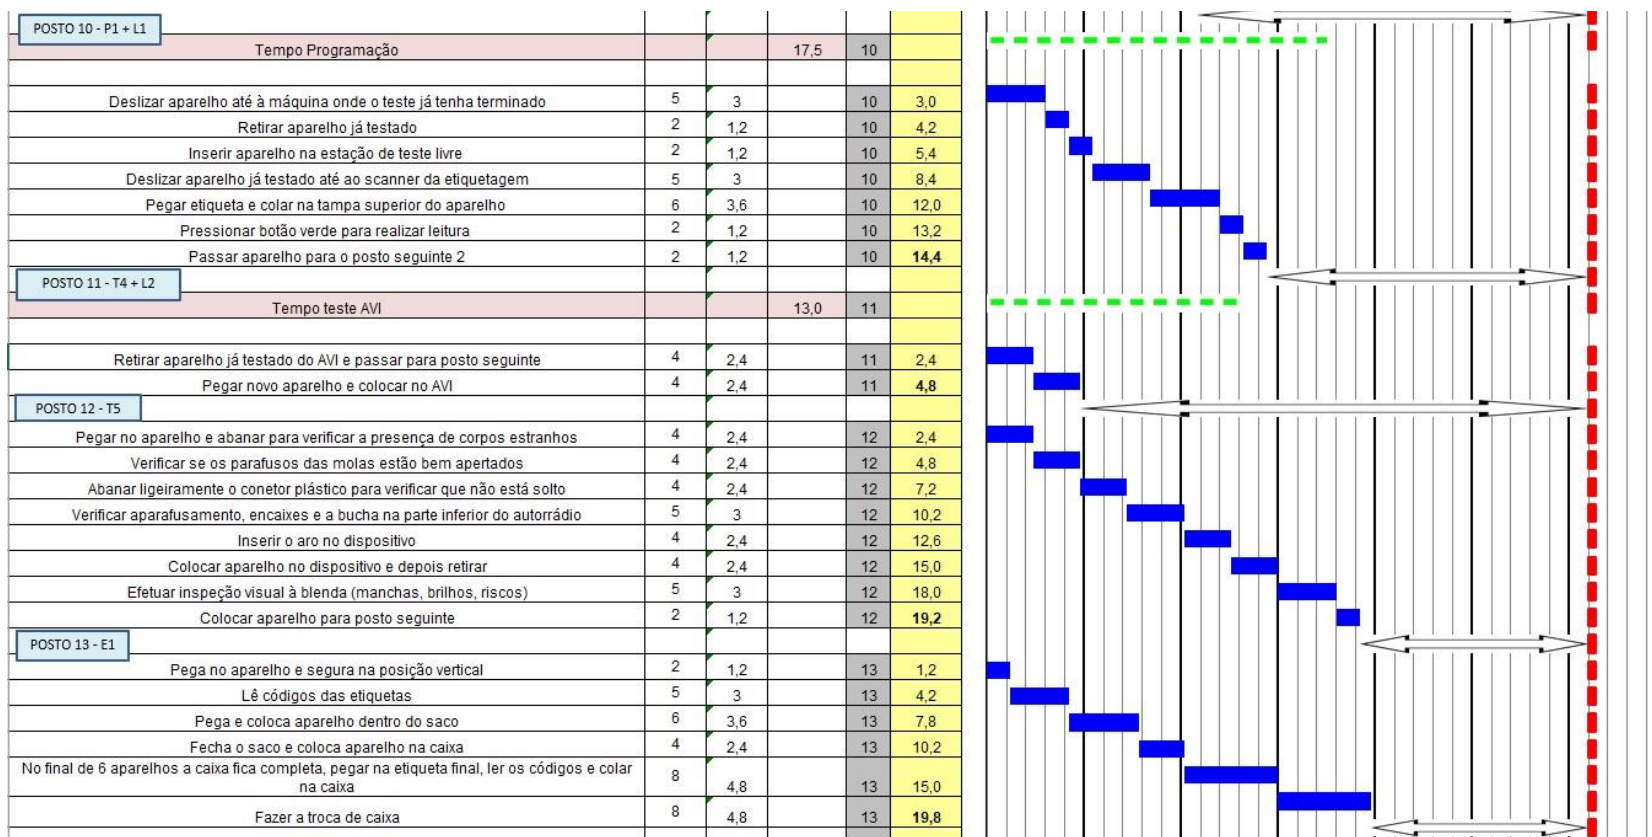 POSTO 10 - P1 + L1
Tempo Programação 17,5 10
Deslizar aparelho até à máquina onde o teste já tenha terminado 5 3 10 3,0
Retirar aparelho já testado 2 1,2 10 4,2
Inserir aparelho na estação de teste livre 2 1,2 10 5,4
Deslizar aparelho já testado até ao scanner da etiquetagem 5 3 10 8,4
Pegar etiqueta e colar na tampa superior do aparelho 6 3,6 10 12,0
Pressionar botão verde para realizar leitura 2 1,2 10 13,2
Passar aparelho para o posto seguinte 2 2 1,2 10 14,4
POSTO 11 - T4 + L2
Tempo teste AVI 13,0 11
Retirar aparelho já testado do AVI e passar para posto seguinte 4 2,4 11 2,4
Pegar novo aparelho e colocar no AVI 4 2,4 11 4,8
POSTO 12 - T5
Pegar no aparelho e abanar para verificar a presença de corpos estranhos 4 2,4 12 2,4
Verificar se os parafusos das molas estão bem apertados 4 2,4 12 4,8
Abanar ligeiramente o conetor plástico para verificar que não está solto 4 2,4 12 7,2
Verificar aparafusamento, encaixes e a bucha na parte inferior do autorrádio 5 3 12 10,2
Inserir o aro no dispositivo 4 2,4 12 12,6
Colocar aparelho no dispositivo e depois retirar 4 2,4 12 15,0
Efetuar inspeção visual à blenda (manchas, brilhos, riscos) 5 3 12 18,0
Colocar aparelho para posto seguinte 2 1,2 12 19,2
POSTO 13 - E1
Pega no aparelho e segura na posição vertical 2 1,2 13 1,2
Lê códigos das etiquetas 5 3 13 4,2
Pega e coloca aparelho dentro do saco 6 3,6 13 7,8
Fecha o saco e coloca aparelho na caixa 4 2,4 13 10,2
No final de 6 aparelhos a caixa fica completa, pegar na etiqueta final, ler os códigos e colar
na caixa 8 4,8 13 15,0
Fazer a troca de caixa 8 4,8 13 19,8